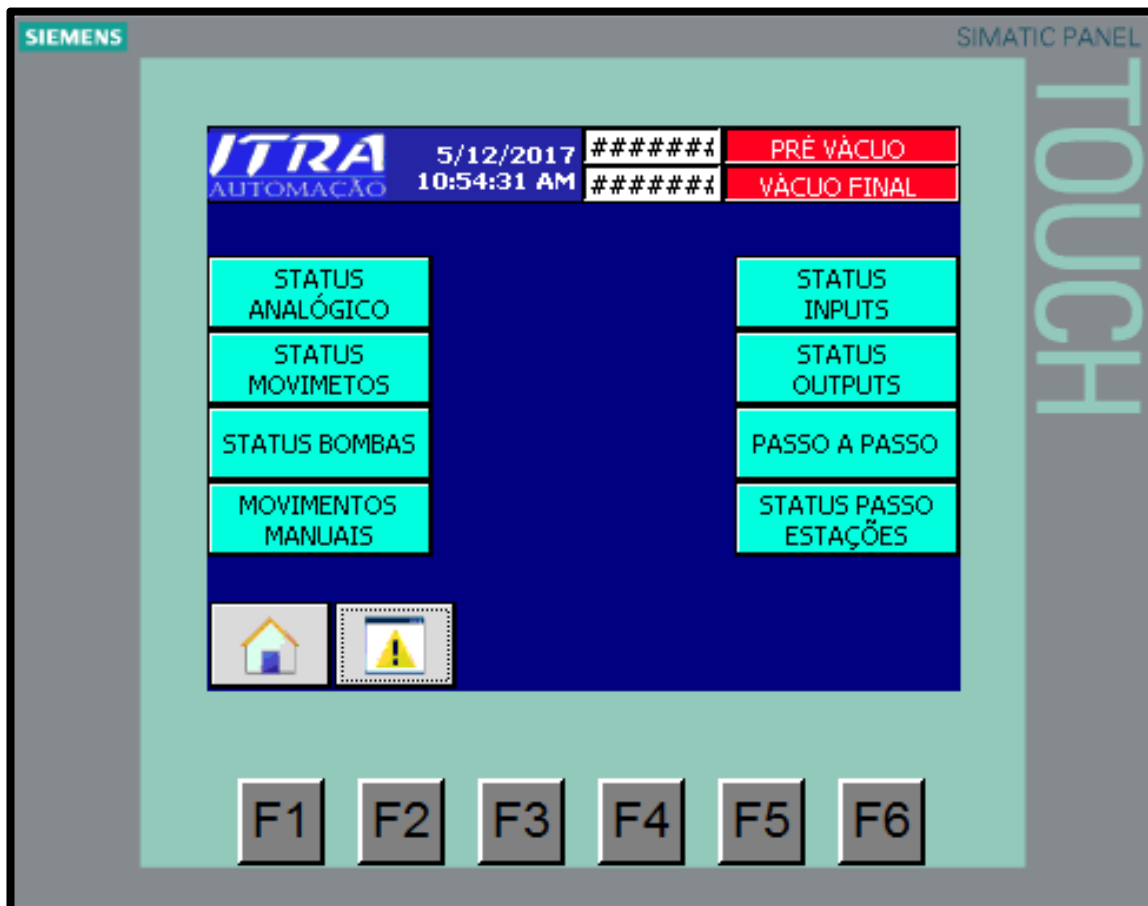 SIEMENS
SIMATIC PANEL
TOUCH
ITRA
AUTOMAÇÃO
5/12/2017
10:54:31 AM
#######
#######
PRÉ VÀCUO
VÀCUO FINAL
STATUS
ANALÓGICO
STATUS
MOVIMETOS
STATUS BOMBAS
MOVIMENTOS
MANUAIS
STATUS
INPUTS
STATUS
OUTPUTS
PASSO A PASSO
STATUS PASSO
ESTAÇÕES
F1
F2
F3
F4
F5
F6